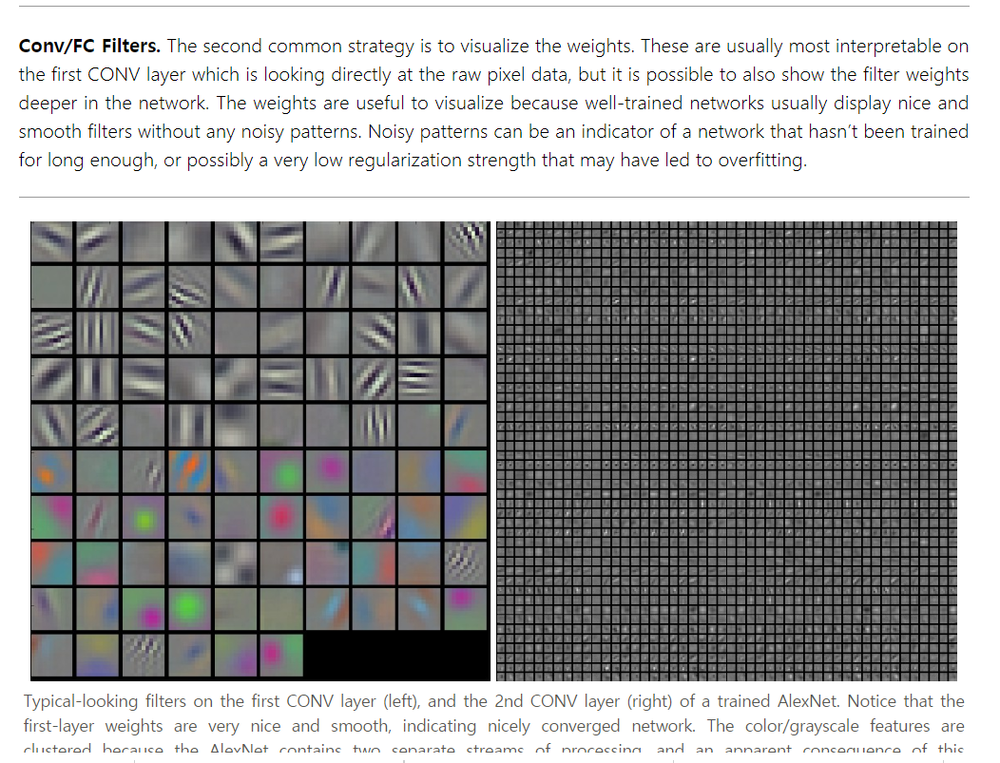 Conv/FC Filters. The second common strategy is to visualize the weights. These are usually most interpretable on
the first CONV layer which is looking directly at the raw pixel data, but it is possible to also show the filter weights
deeper in the network. The weights are useful to visualize because well-trained networks usually display nice and
smooth filters without any noisy patterns. Noisy patterns can be an indicator of a network that hasn't been trained
for long enough, or possibly a very low regularization strength that may have led to overfitting.
Typical-looking filters on the first CONV layer (left), and the 2nd CONV layer (right) of a trained AlexNet. Notice that the
first-layer weights are very nice and smooth, indicating nicely converged network. The color/grayscale features are
clustered because the AlexNet contains two separate streams of processing, and an apparent consequence of this